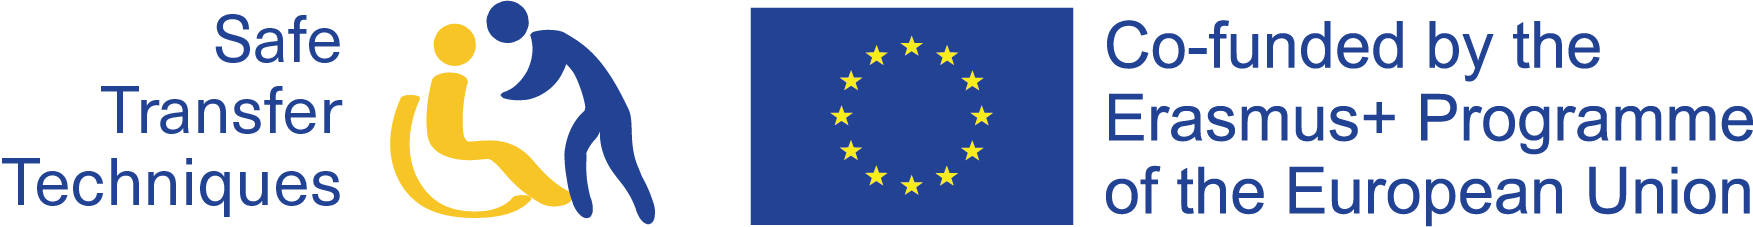 Safe
Transfer
Techniques
Co-funded by the
Erasmus+ Programme
of the European Union